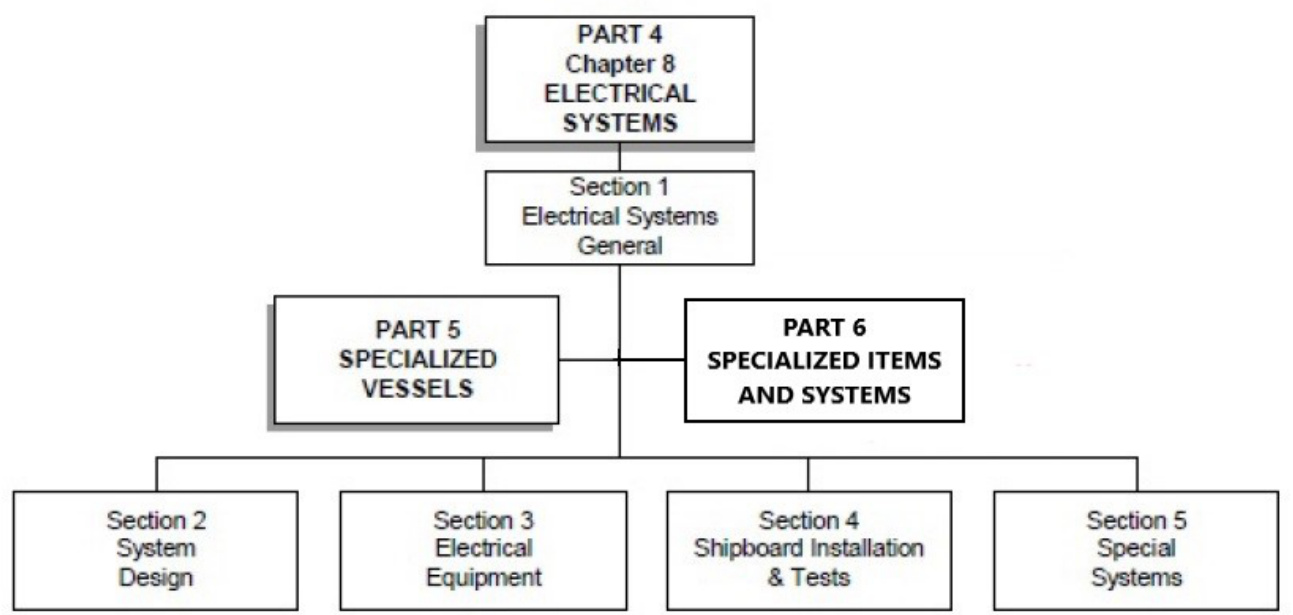 PART 4
Chapter 8
ELECTRICAL
SYSTEMS
Section 1
Electrical Systems
General
PART 5
SPECIALIZED
VESSELS
PART 6
SPECIALIZED ITEMS
AND SYSTEMS
Section 2
System
Design
Section 3
Electrical
Equipment
Section 4
Shipboard Installation
& Tests
Section 5
Special
Systems